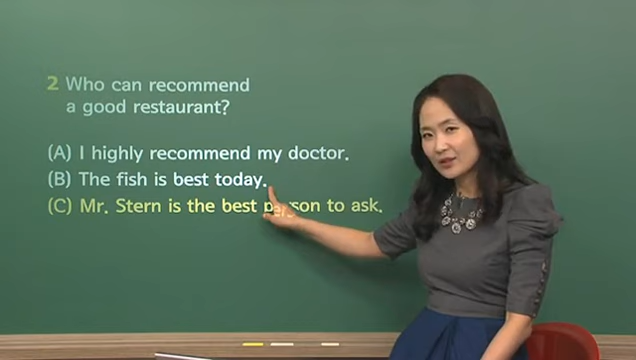 2 Who can recommend
a good restaurant?
(A) I highly recommend my doctor.
(B) The fish is best today.
(C) Mr. Stern is the best person to ask.